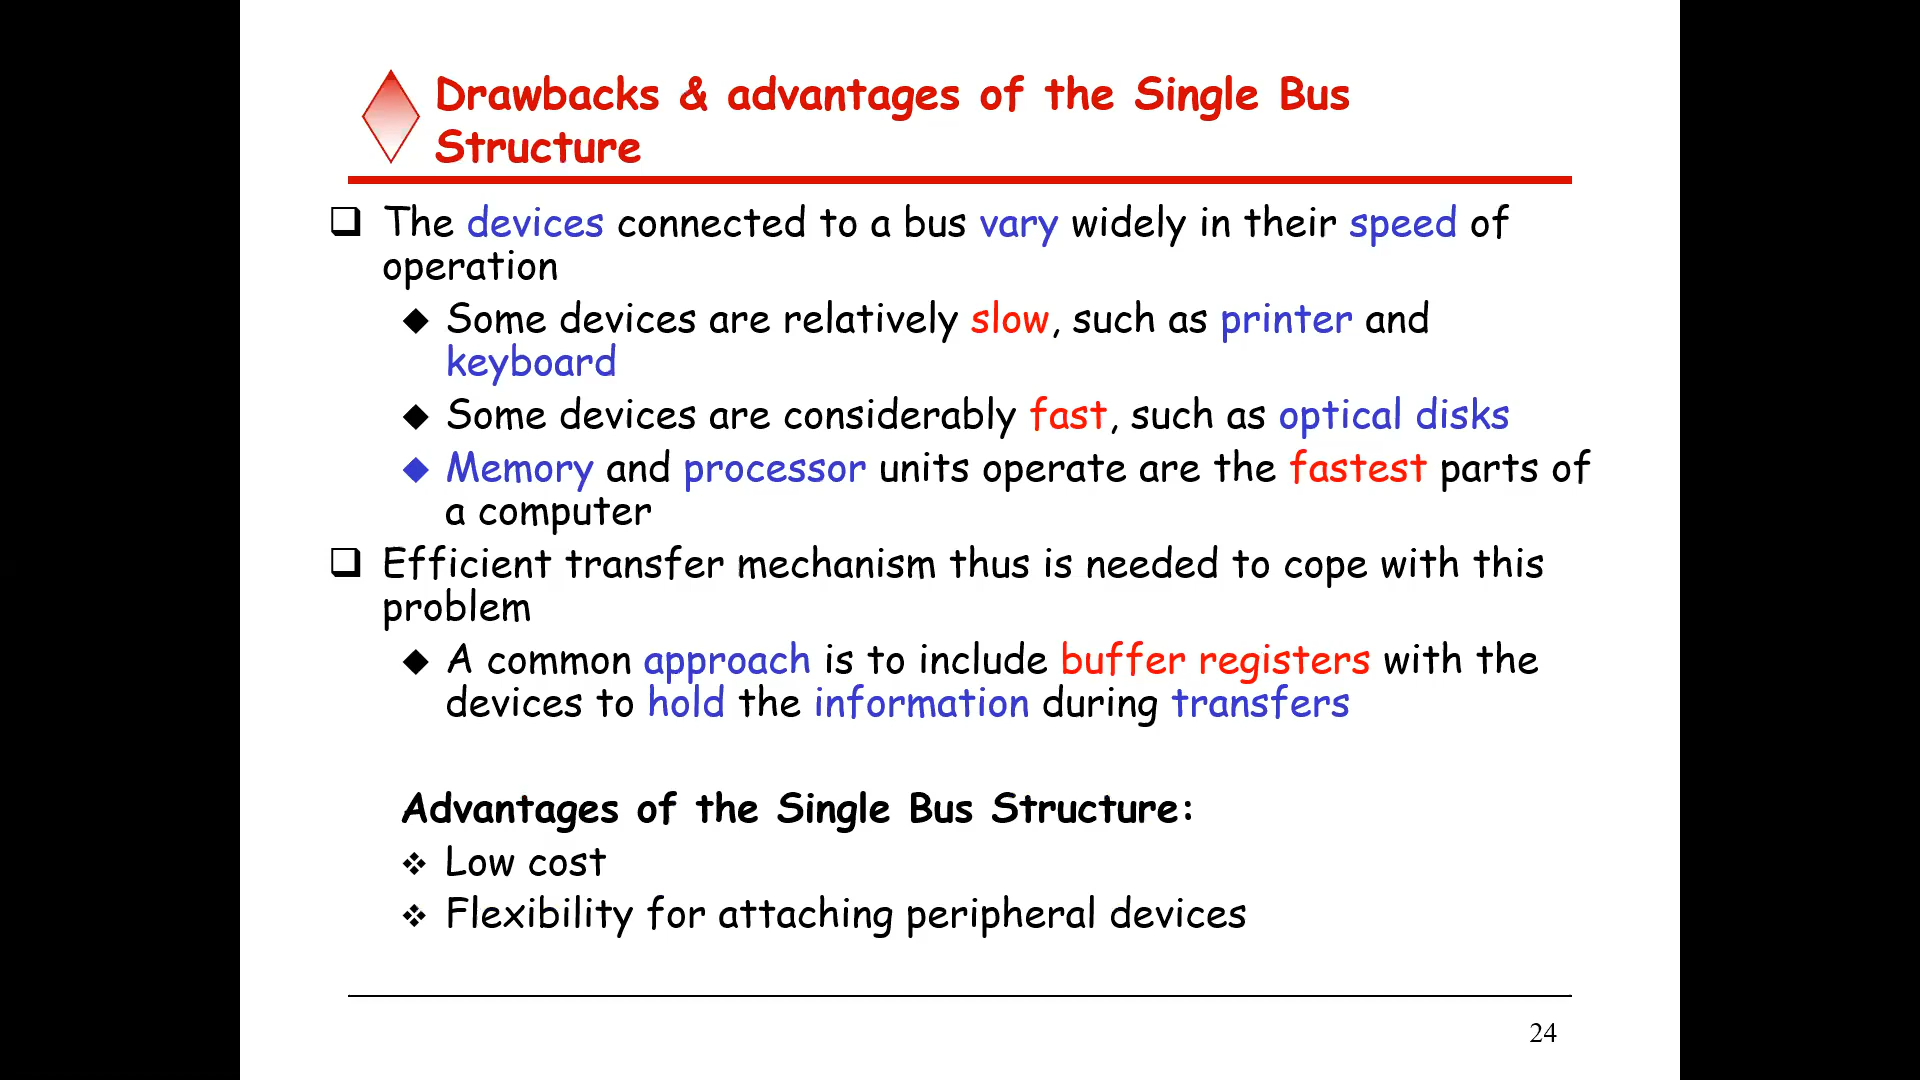 Drawbacks & advantages of the Single Bus
Structure
The devices connected to a bus vary widely in their speed of
operation
Some devices are relatively slow, such as printer and
keyboard
Some devices are considerably fast, such as optical disks
Memory and processor units operate are the fastest parts of
a computer
Efficient transfer mechanism thus is needed to cope with this
problem
A common approach is to include buffer registers with the
devices to hold the information during transfers
Advantages of the Single Bus Structure:
Low cost
Flexibility for attaching peripheral devices
24